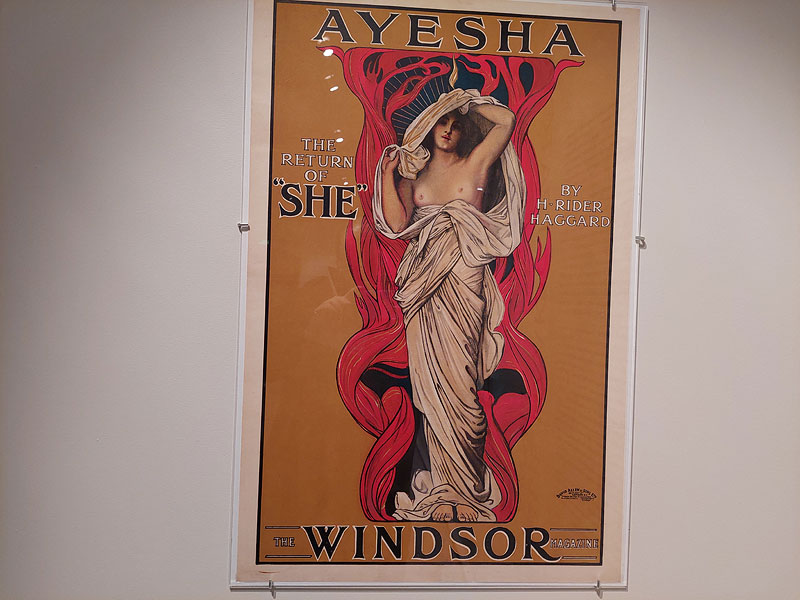 AYESHA
THE
RETURN
OF
"SHE"
BY
H·RIDER
HAGGARD
THE WINDSOR MAGAZINE